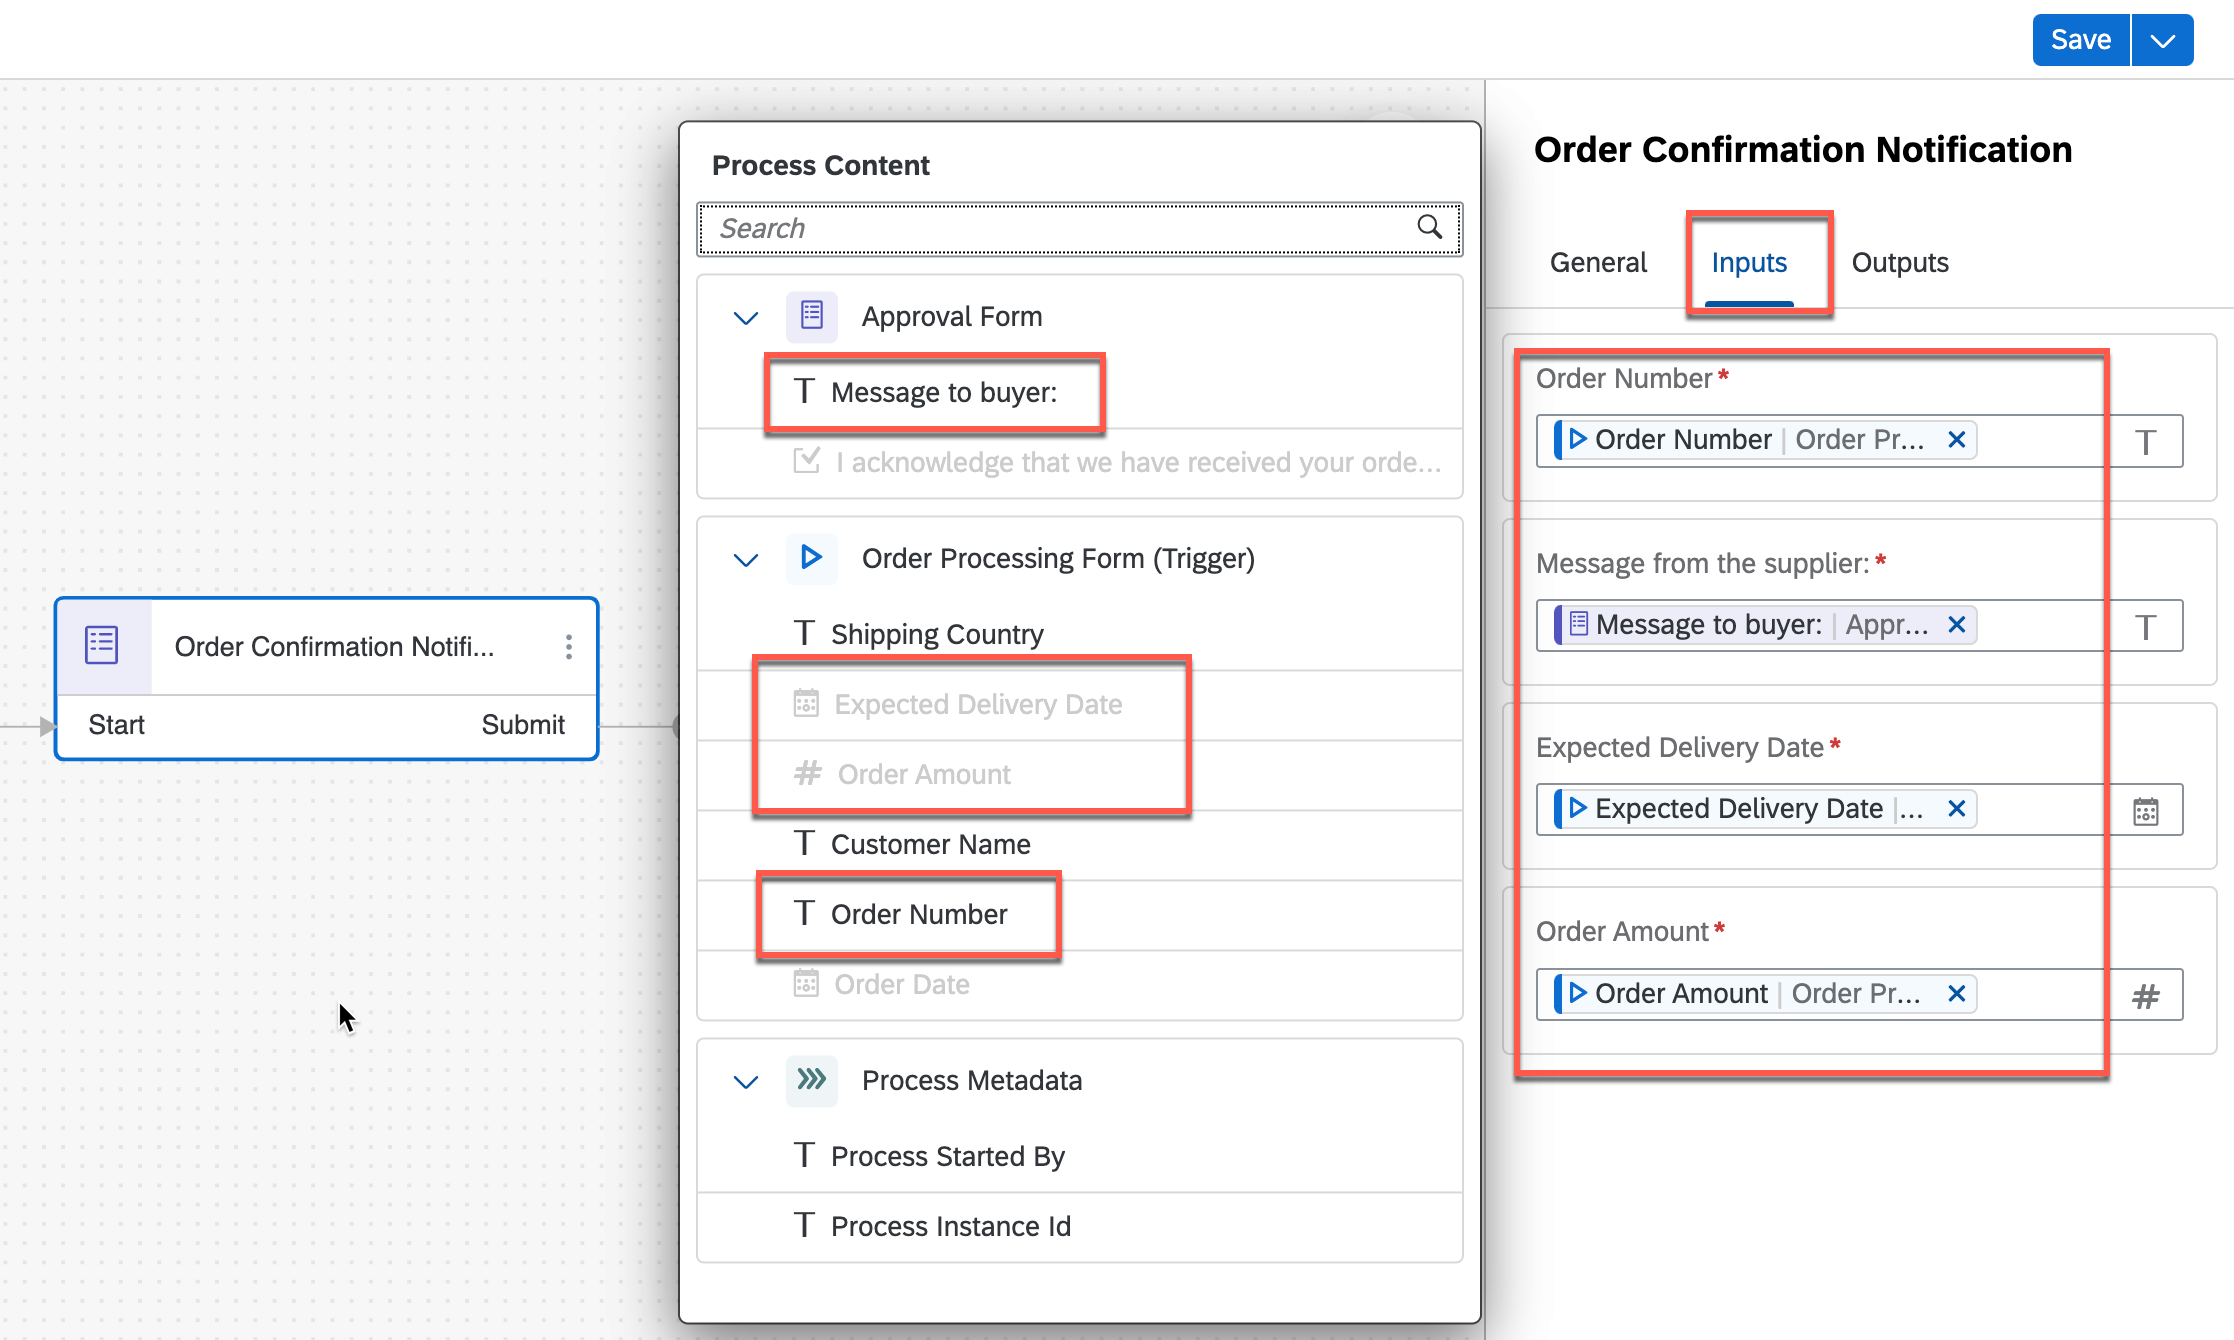 Save
Order Confirmation Notifi...
Start
Submit
Process Content
Search
Approval Form
T Message to buyer:
I acknowledge that we have received your orde...
Order Processing Form (Trigger)
T Shipping Country
Expected Delivery Date
# Order Amount
T Customer Name
T Order Number
Order Date
Process Metadata
T Process Started By
T Process Instance Id
Order Confirmation Notification
General Inputs Outputs
Order Number*
Order Number | Order Pr... T
Message from the supplier:*
Message to buyer: | Appr... T
Expected Delivery Date*
Expected Delivery Date |...
Order Amount*
Order Amount | Order Pr... #